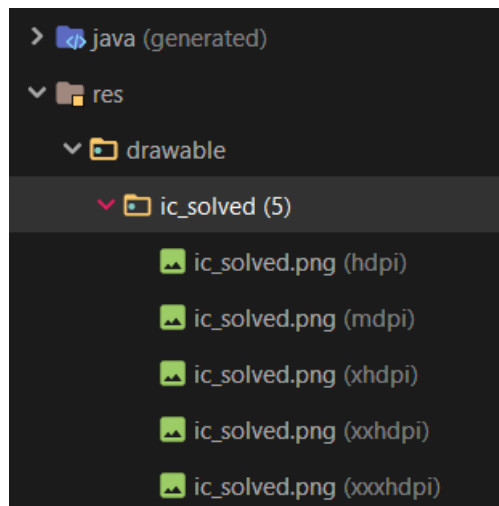 java (generated)
res
drawable
ic_solved (5)
ic_solved.png (hdpi)
ic_solved.png (mdpi)
ic_solved.png (xhdpi)
ic_solved.png (xxhdpi)
ic_solved.png (xxxhdpi)